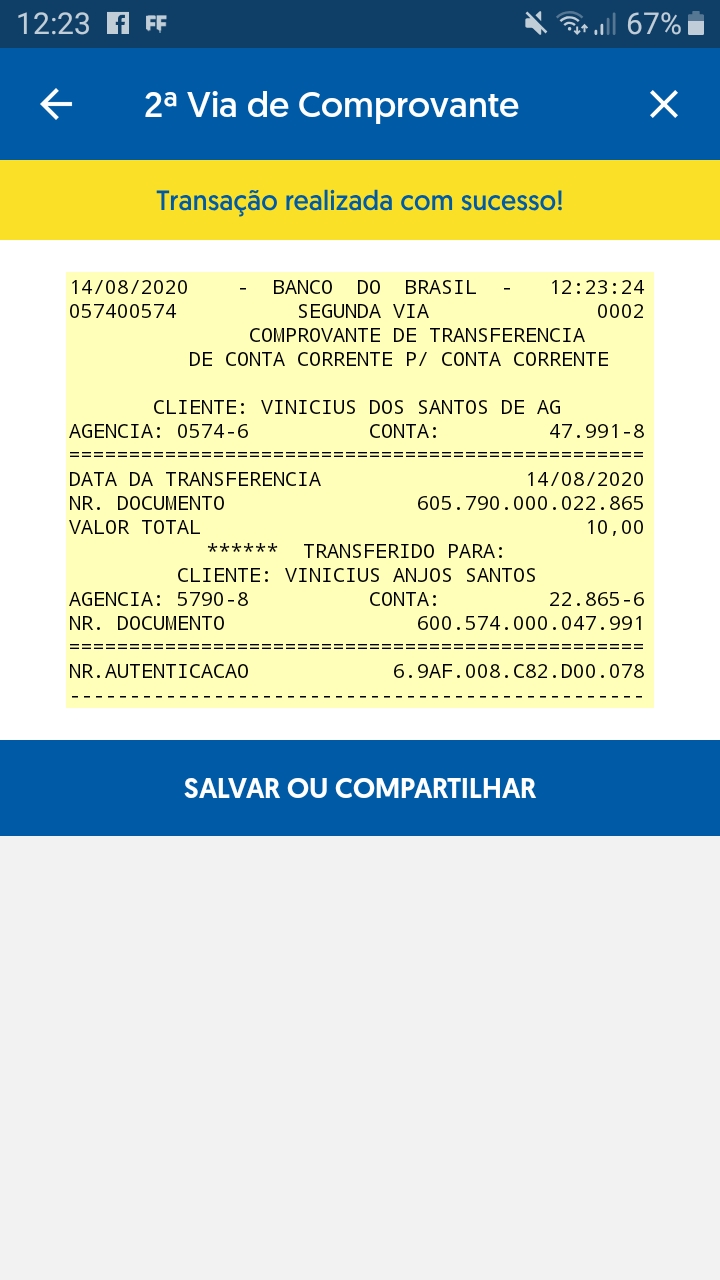 12:23 FF 67%
2ª Via de Comprovante
Transação realizada com sucesso!
14/08/2020 - BANCO DO BRASIL - 12:23:24
057400574 SEGUNDA VIA 0002
COMPROVANTE DE TRANSFERENCIA
DE CONTA CORRENTE P/ CONTA CORRENTE
CLIENTE: VINICIUS DOS SANTOS DE AG
AGENCIA: 0574-6 CONTA: 47.991-8
================================================
DATA DA TRANSFERENCIA 14/08/2020
NR. DOCUMENTO 605.790.000.022.865
VALOR TOTAL 10,00
****** TRANSFERIDO PARA:
CLIENTE: VINICIUS ANJOS SANTOS
AGENCIA: 5790-8 CONTA: 22.865-6
NR. DOCUMENTO 600.574.000.047.991
================================================
NR.AUTENTICACAO 6.9AF.008.C82.D00.078
------------------------------------------------
SALVAR OU COMPARTILHAR